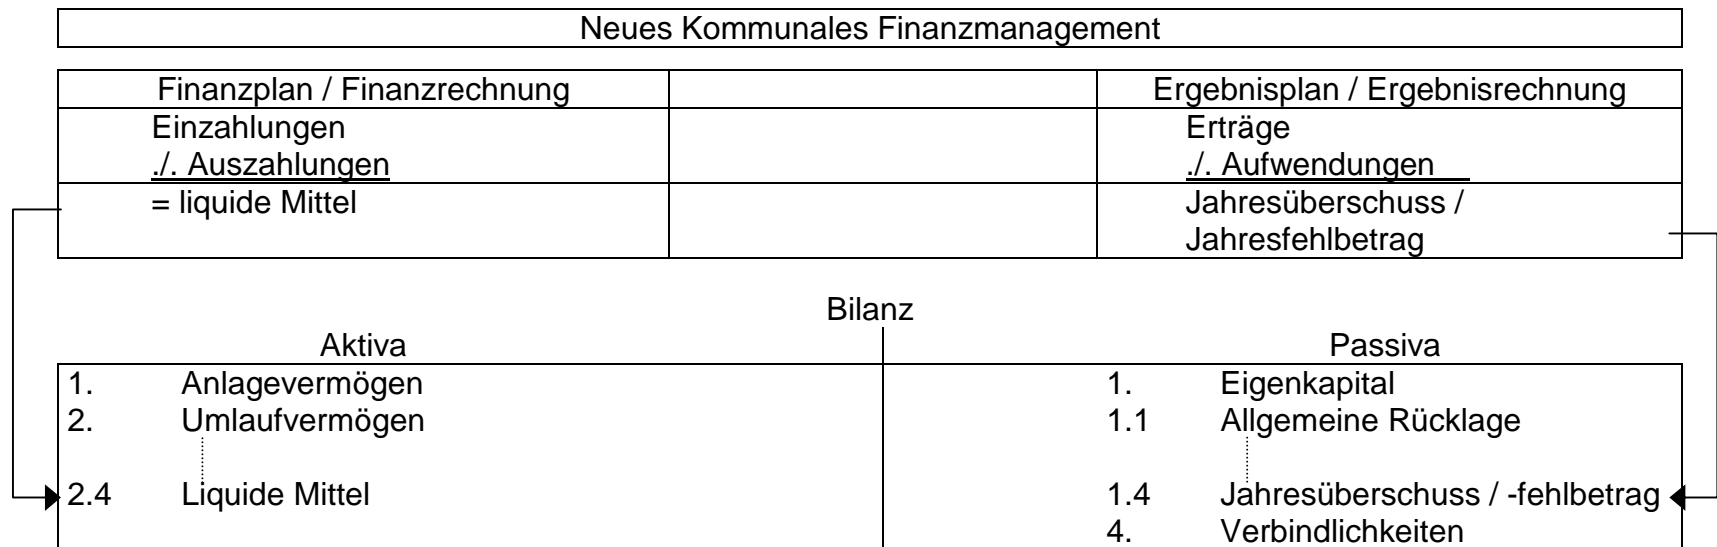 Neues Kommunales Finanzmanagement
Finanzplan / Finanzrechnung
Ergebnisplan / Ergebnisrechnung
Einzahlungen
Erträge
./. Auszahlungen
./. Aufwendungen
= liquide Mittel
Jahresüberschuss /
Jahresfehlbetrag
Bilanz
Aktiva
Passiva
1. Anlagevermögen
1. Eigenkapital
2. Umlaufvermögen
1.1 Allgemeine Rücklage
2.4 Liquide Mittel
1.4 Jahresüberschuss / -fehlbetrag
4. Verbindlichkeiten